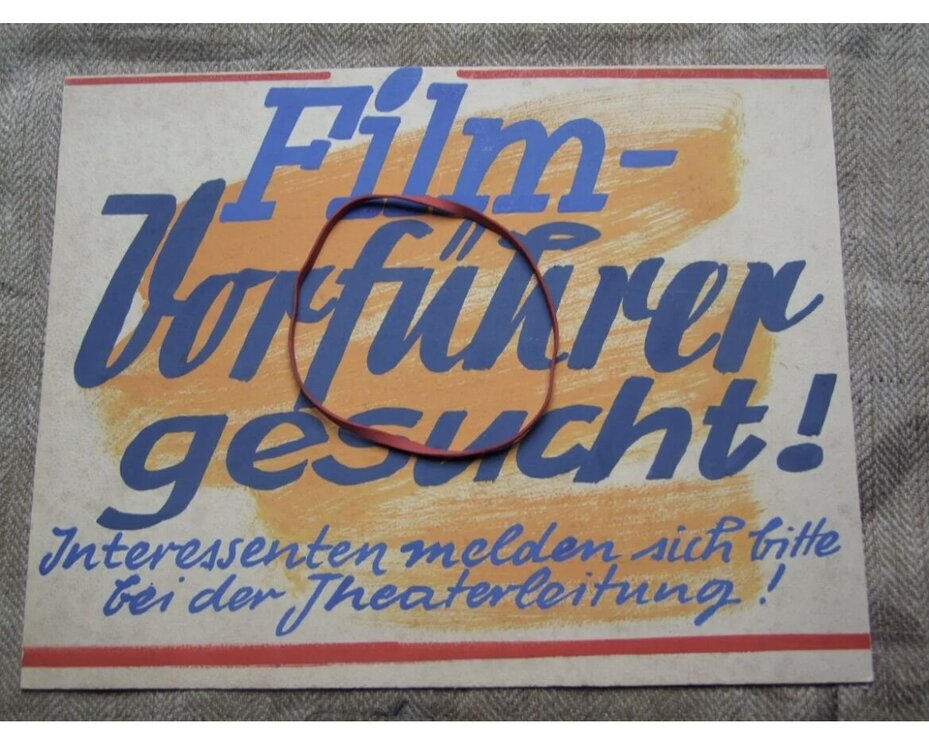 Film-
Vorführer
gesucht!
Interessenten melden sich bitte
bei der Theaterleitung!